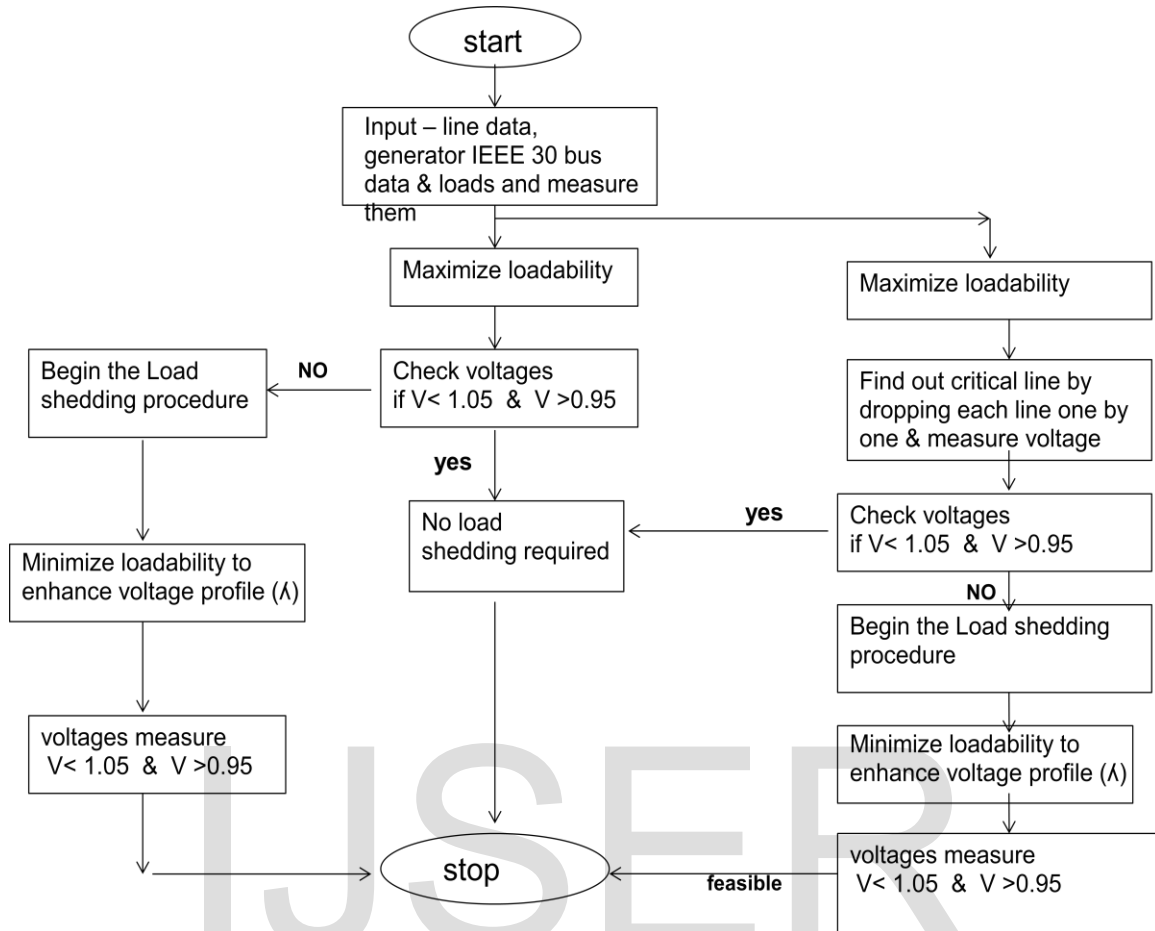 start
Input – line data,
generator IEEE 30 bus
data & loads and measure
them
Maximize loadability
Maximize loadability
Begin the Load
shedding procedure
NO
Check voltages
if V< 1.05 & V >0.95
Find out critical line by
dropping each line one by
one & measure voltage
yes
No load
shedding required
yes
Check voltages
if V< 1.05 & V >0.95
NO
Minimize loadability to
enhance voltage profile (ʎ)
Begin the Load shedding
procedure
voltages measure
V< 1.05 & V >0.95
Minimize loadability to
enhance voltage profile (ʎ)
stop
feasible
voltages measure
V< 1.05 & V >0.95
IJSER